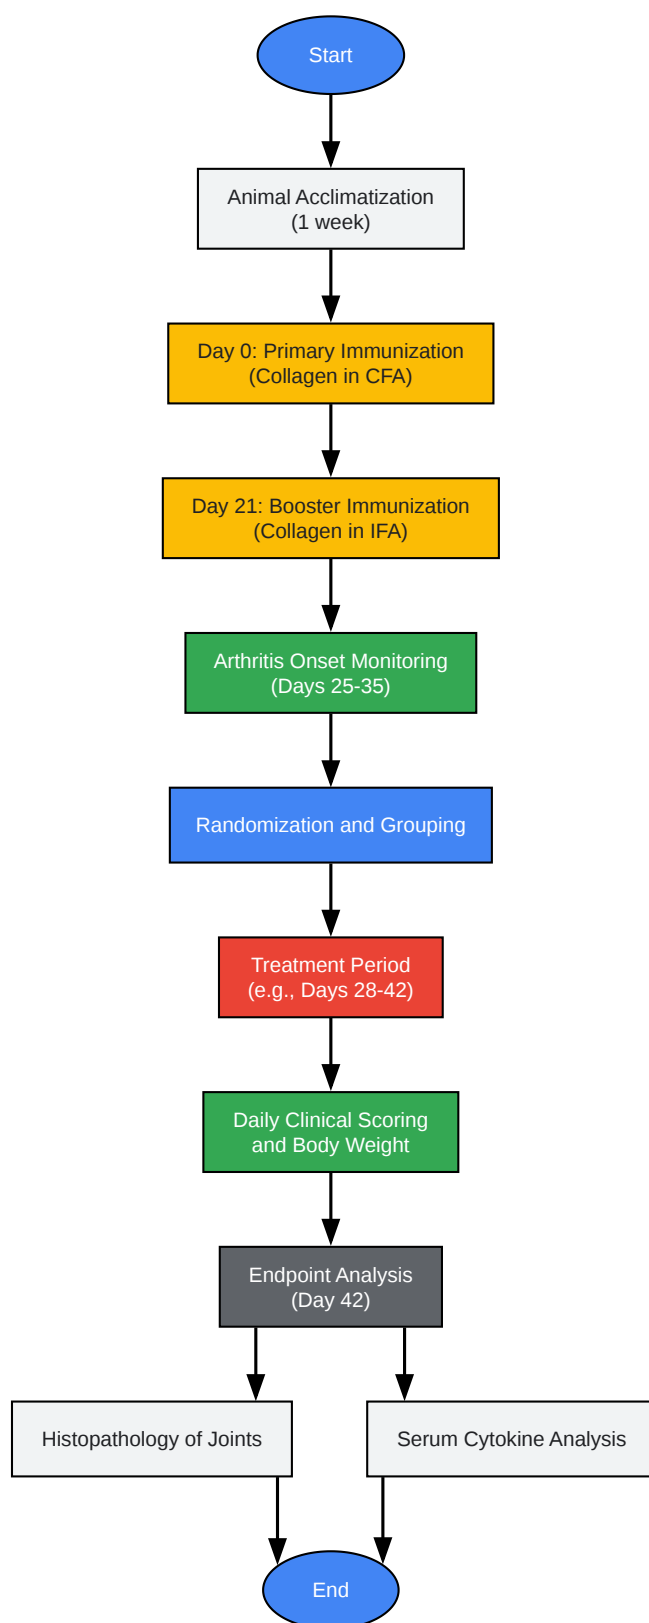 Start
Animal Acclimatization
(1 week)
Day 0: Primary Immunization
(Collagen in CFA)
Day 21: Booster Immunization
(Collagen in IFA)
Arthritis Onset Monitoring
(Days 25-35)
Randomization and Grouping
Treatment Period
(e.g., Days 28-42)
Daily Clinical Scoring
and Body Weight
Endpoint Analysis
(Day 42)
Histopathology of Joints
Serum Cytokine Analysis
End